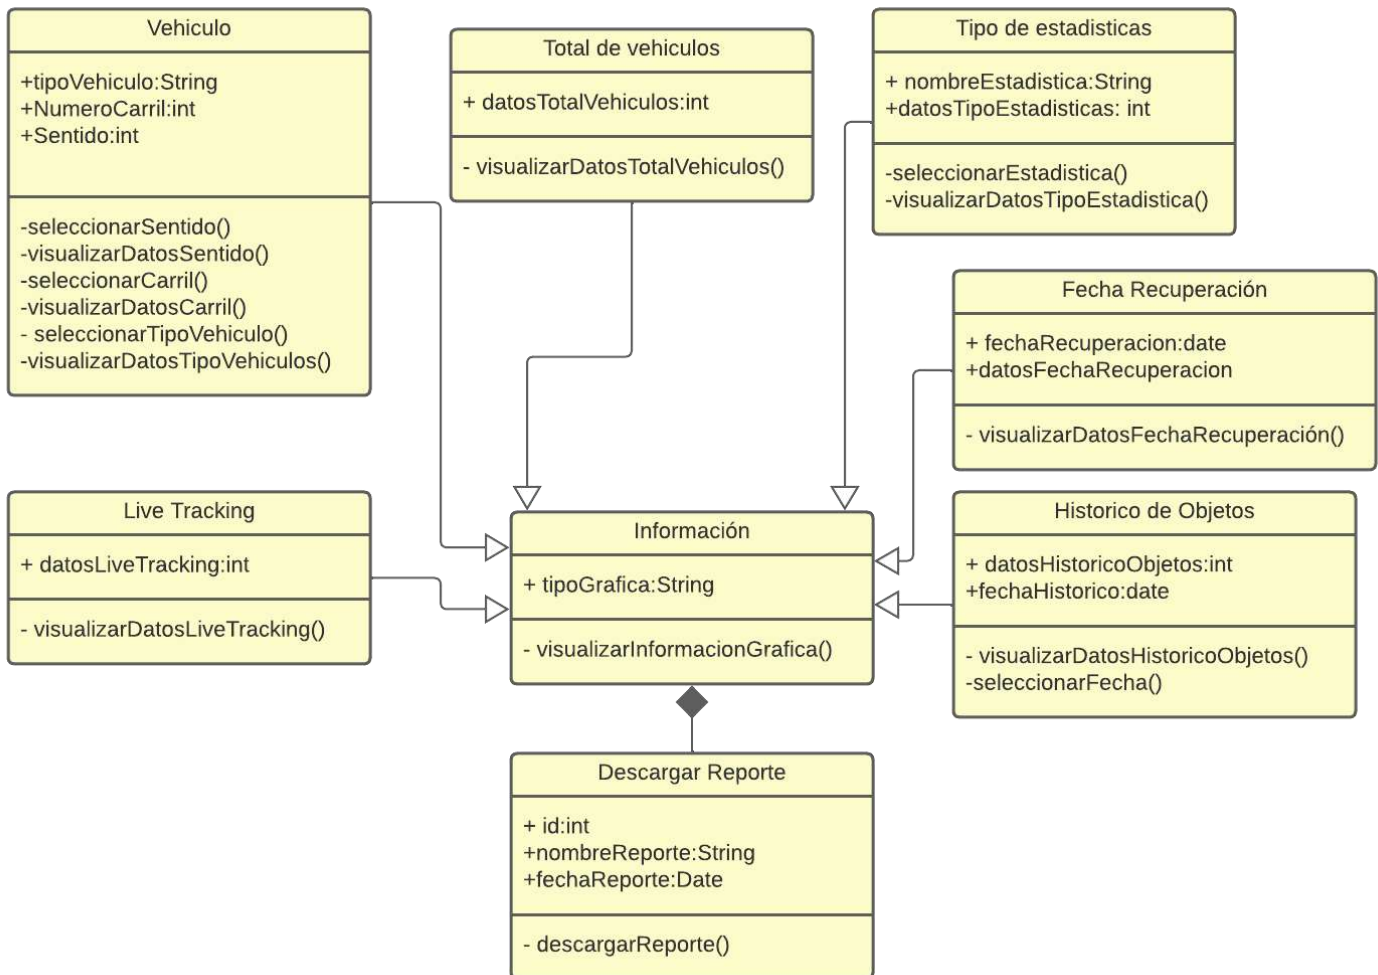 Vehiculo
+tipoVehiculo:String
+NumeroCarril:int
+Sentido:int
-seleccionarSentido()
-visualizarDatosSentido()
-seleccionarCarril()
-visualizarDatosCarril()
- seleccionarTipoVehiculo()
-visualizarDatosTipoVehiculos()
Total de vehiculos
+ datosTotalVehiculos:int
- visualizarDatosTotalVehiculos()
Tipo de estadisticas
+ nombreEstadistica:String
+datosTipoEstadisticas: int
-seleccionarEstadistica()
-visualizarDatosTipoEstadistica()
Fecha Recuperación
+ fechaRecuperacion:date
+datosFechaRecuperacion
- visualizarDatosFechaRecuperación()
Live Tracking
+ datosLiveTracking:int
- visualizarDatosLiveTracking()
Información
+ tipoGrafica:String
- visualizarInformacionGrafica()
Historico de Objetos
+ datosHistoricoObjetos:int
+fechaHistorico:date
- visualizarDatosHistoricoObjetos()
-seleccionarFecha()
Descargar Reporte
+ id:int
+nombreReporte:String
+fechaReporte:Date
- descargarReporte()